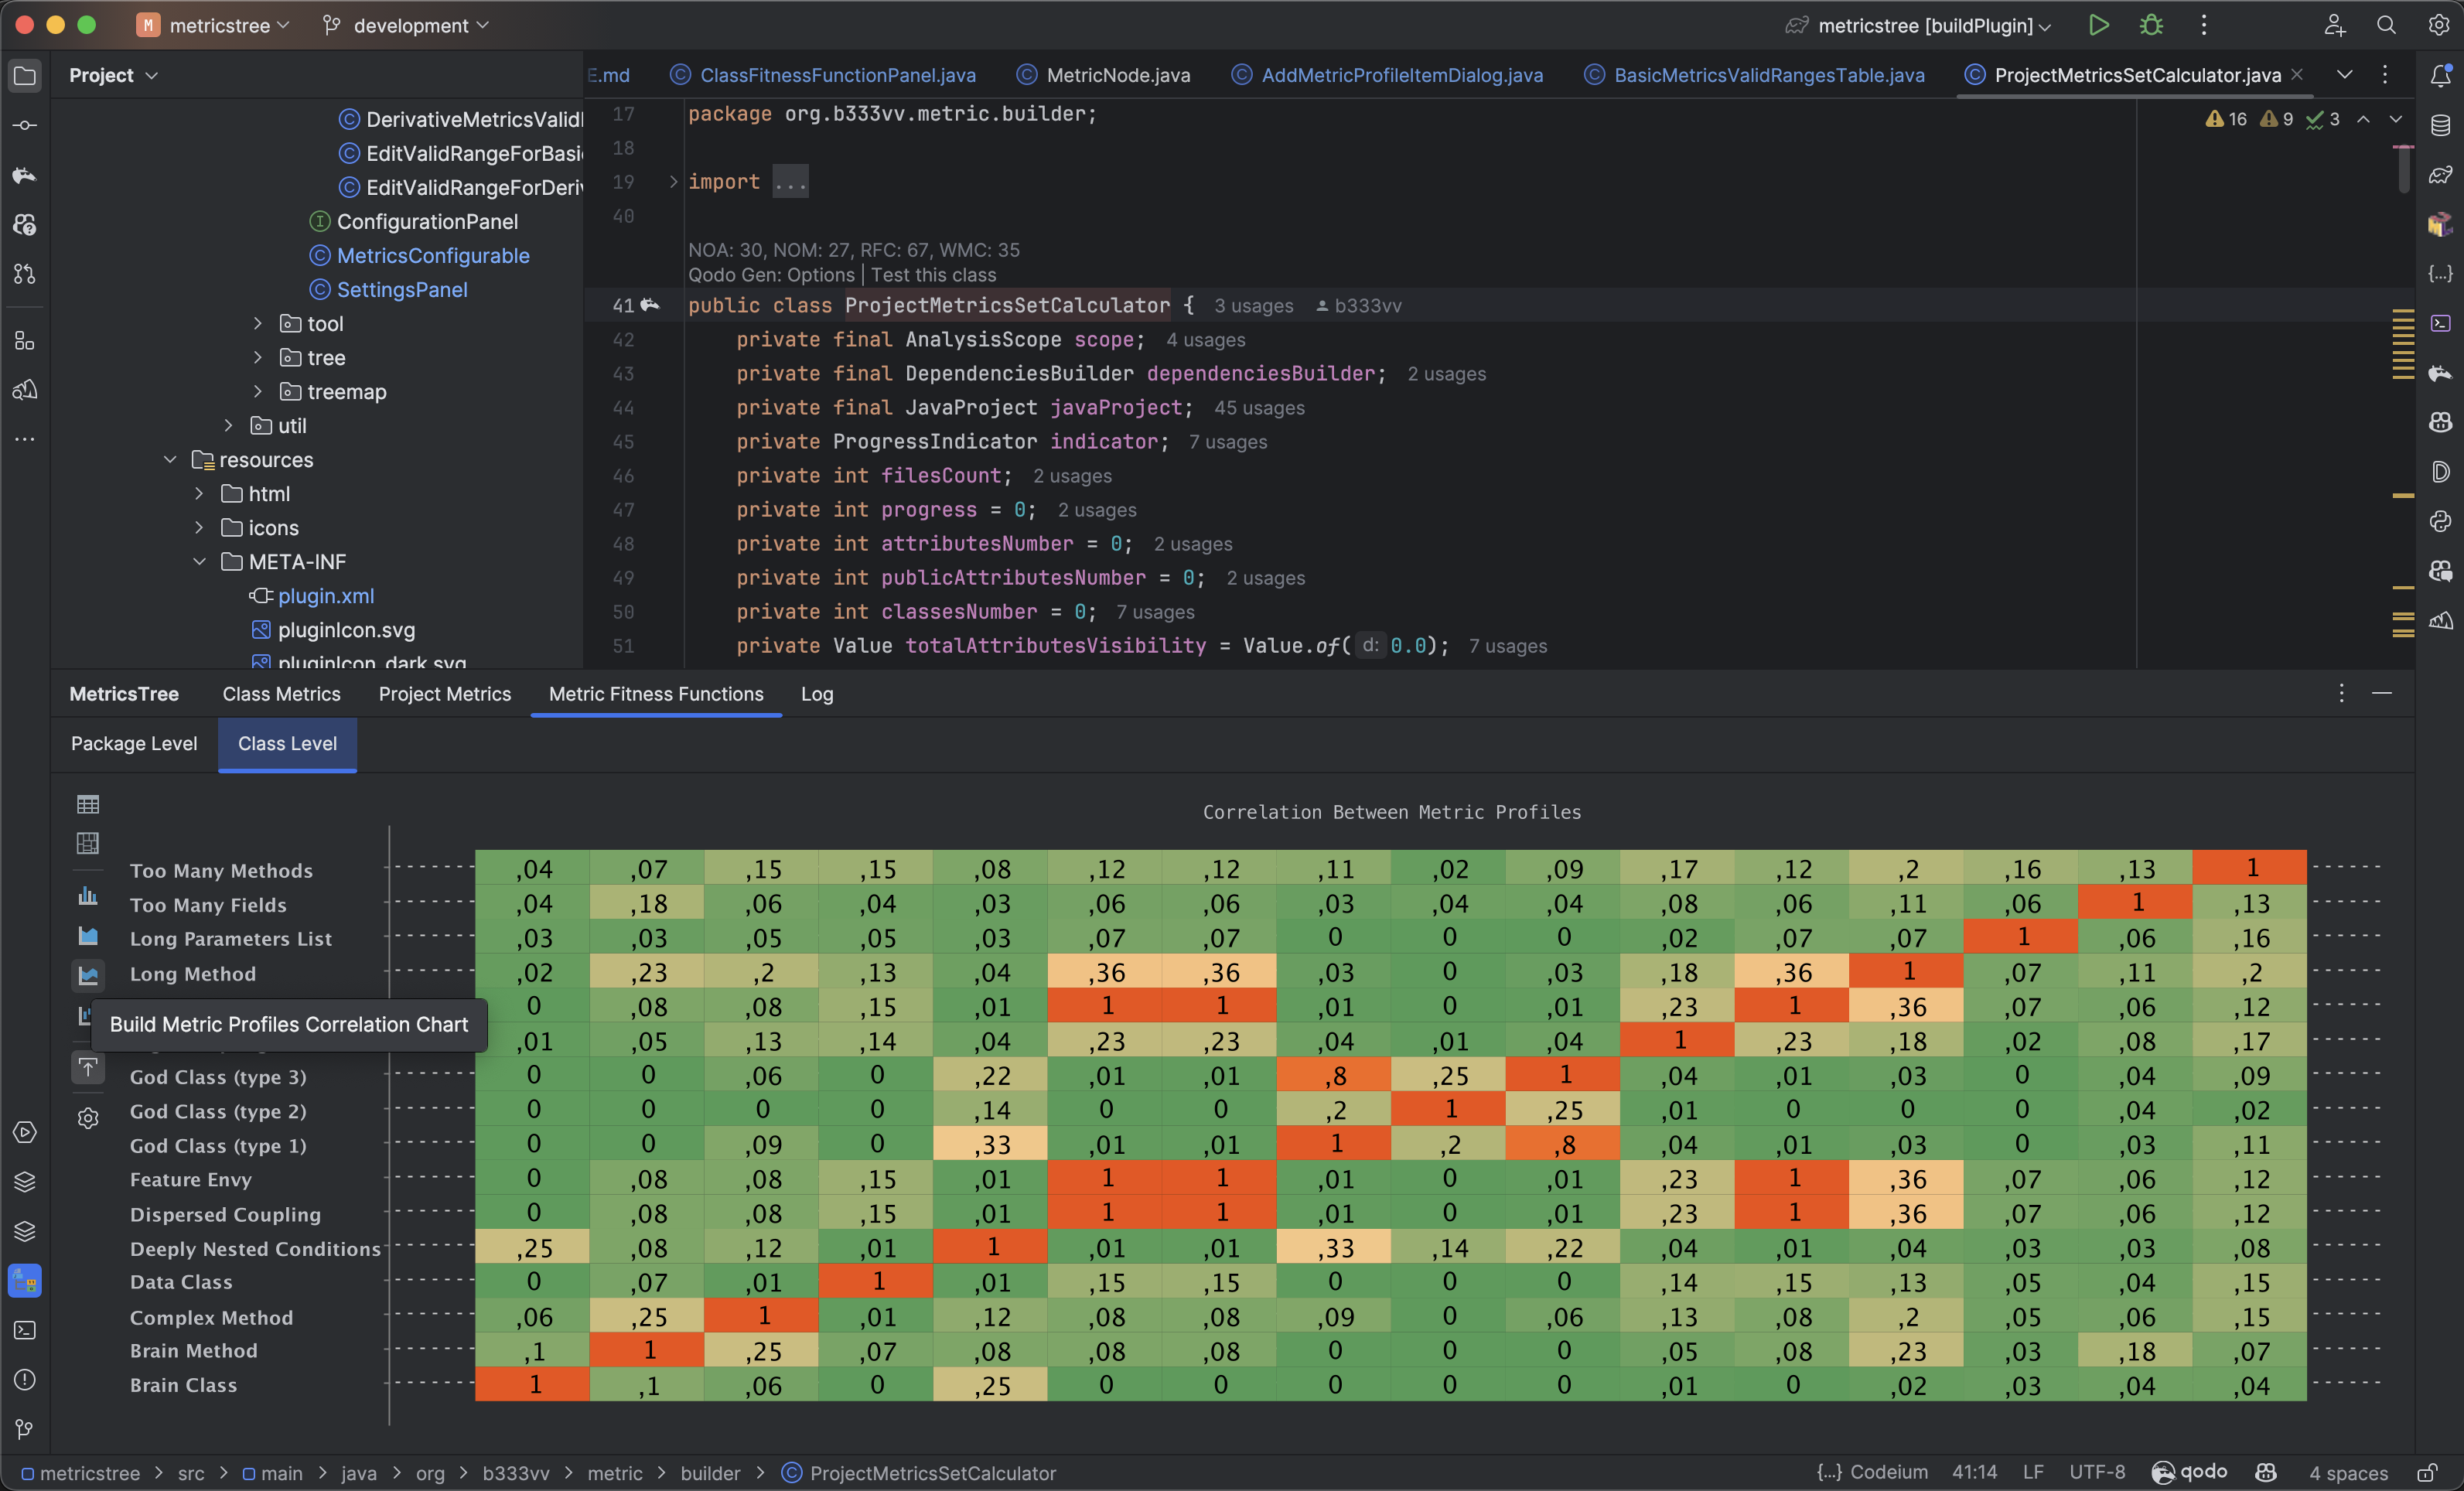 M metricstree development metricstree [buildPlugin]
Project
E.md ClassFitnessFunctionPanel.java MetricNode.java AddMetricProfileItemDialog.java BasicMetricsValidRangesTable.java ProjectMetricsSetCalculator.java
DerivativeMetricsValid
EditValidRangeForBasi
EditValidRangeForDeriv
ConfigurationPanel
MetricsConfigurable
SettingsPanel
tool
tree
treemap
util
resources
html
icons
META-INF
plugin.xml
pluginIcon.svg
pluginIcon_dark.svg
16 9 3
17 package org.b333vv.metric.builder;
18
19 import ...
40
NOA: 30, NOM: 27, RFC: 67, WMC: 35
Qodo Gen: Options | Test this class
41 public class ProjectMetricsSetCalculator { 3 usages b333vv
42 private final AnalysisScope scope; 4 usages
43 private final DependenciesBuilder dependenciesBuilder; 2 usages
44 private final JavaProject javaProject; 45 usages
45 private ProgressIndicator indicator; 7 usages
46 private int filesCount; 2 usages
47 private int progress = 0; 2 usages
48 private int attributesNumber = 0; 2 usages
49 private int publicAttributesNumber = 0; 2 usages
50 private int classesNumber = 0; 7 usages
51 private Value totalAttributesVisibility = Value.of( d: 0.0); 7 usages
MetricsTree Class Metrics Project Metrics Metric Fitness Functions Log
Package Level Class Level
Correlation Between Metric Profiles
Too Many Methods ,04 ,07 ,15 ,15 ,08 ,12 ,12 ,11 ,02 ,09 ,17 ,12 ,2 ,16 ,13 1
Too Many Fields ,04 ,18 ,06 ,04 ,03 ,06 ,06 ,03 ,04 ,04 ,08 ,06 ,11 ,06 1 ,13
Long Parameters List ,03 ,03 ,05 ,05 ,03 ,07 ,07 0 0 0 ,02 ,07 ,07 1 ,06 ,16
Long Method ,02 ,23 ,2 ,13 ,04 ,36 ,36 ,03 0 ,03 ,18 ,36 1 ,07 ,11 ,2
0 ,08 ,08 ,15 ,01 1 1 ,01 0 ,01 ,23 1 ,36 ,07 ,06 ,12
Build Metric Profiles Correlation Chart
,01 ,05 ,13 ,14 ,04 ,23 ,23 ,04 ,01 ,04 1 ,23 ,18 ,02 ,08 ,17
God Class (type 3) 0 0 ,06 0 ,22 ,01 ,01 ,8 ,25 1 ,04 ,01 ,03 0 ,04 ,09
God Class (type 2) 0 0 0 0 ,14 0 0 ,2 1 ,25 ,01 0 0 0 ,04 ,02
God Class (type 1) 0 0 ,09 0 ,33 ,01 ,01 1 ,2 ,8 ,04 ,01 ,03 0 ,03 ,11
Feature Envy 0 ,08 ,08 ,15 ,01 1 1 ,01 0 ,01 ,23 1 ,36 ,07 ,06 ,12
Dispersed Coupling 0 ,08 ,08 ,15 ,01 1 1 ,01 0 ,01 ,23 1 ,36 ,07 ,06 ,12
Deeply Nested Conditions ,25 ,08 ,12 ,01 1 ,01 ,01 ,33 ,14 ,22 ,04 ,01 ,04 ,03 ,03 ,08
Data Class 0 ,07 ,01 1 ,01 ,15 ,15 0 0 0 ,14 ,15 ,13 ,05 ,04 ,15
Complex Method ,06 ,25 1 ,01 ,12 ,08 ,08 ,09 0 ,06 ,13 ,08 ,2 ,05 ,06 ,15
Brain Method ,1 1 ,25 ,07 ,08 ,08 ,08 0 0 0 ,05 ,08 ,23 ,03 ,18 ,07
Brain Class 1 ,1 ,06 0 ,25 0 0 0 0 0 ,01 0 ,02 ,03 ,04 ,04
metricstree > src > main > java > org > b333vv > metric > builder > ProjectMetricsSetCalculator {...} Codeium 41:14 LF UTF-8 qodo 4 spaces